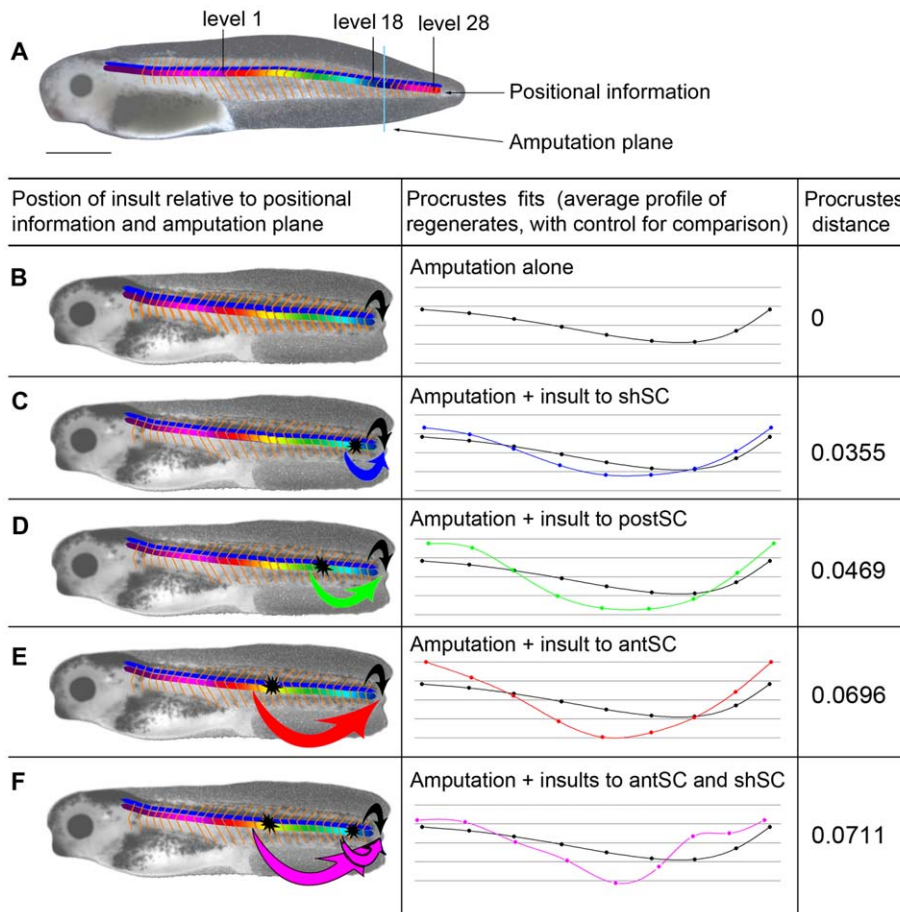 level 1
level 18 level 28
A
Positional information
Amputation plane
Postion of insult relative to positional
information and amputation plane
Procrustes fits (average profile of
regenerates, with control for comparison)
Procrustes
distance
B
Amputation alone
0
C
Amputation + insult to shSC
0.0355
D
Amputation + insult to postSC
0.0469
E
Amputation + insult to antSC
0.0696
F
Amputation + insults to antSC and shSC
0.0711